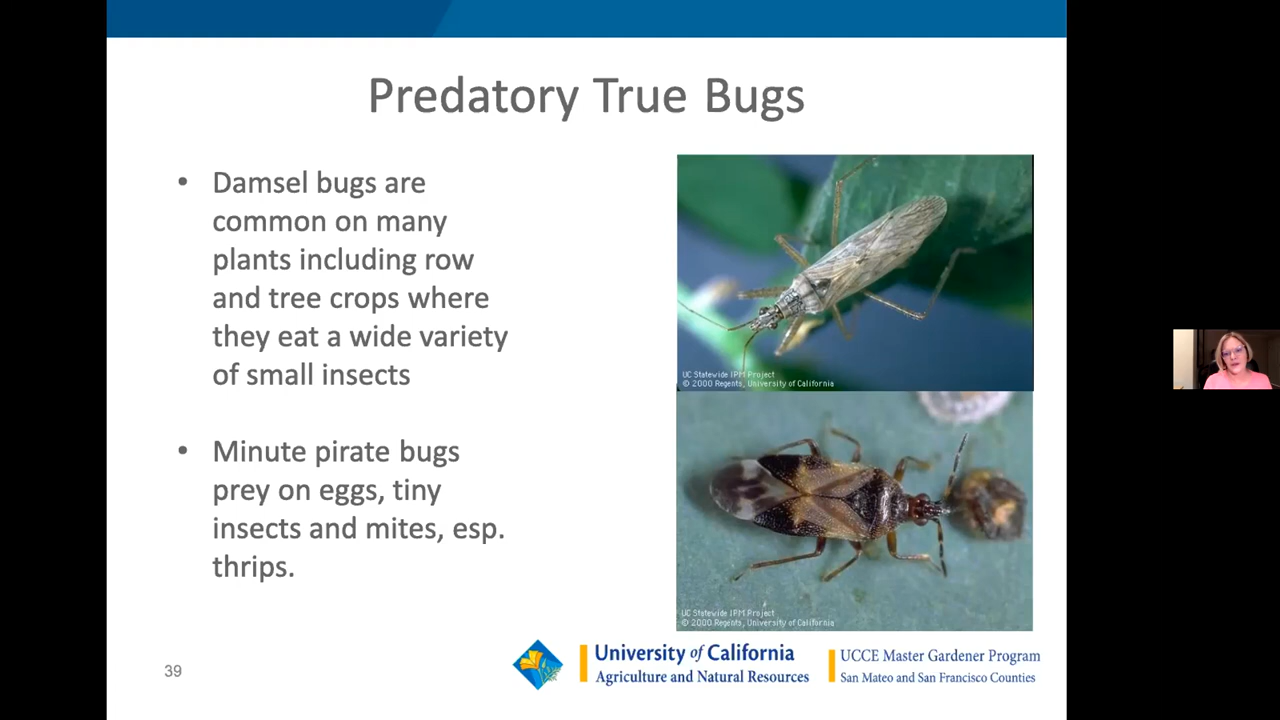 Predatory True Bugs
• Damsel bugs are
common on many
plants including row
and tree crops where
they eat a wide variety
of small insects
• Minute pirate bugs
prey on eggs, tiny
insects and mites, esp.
thrips.
UC Statewide IPM Project
© 2000 Regents, University of California
UC Statewide IPM Project
© 2000 Regents, University of California
39
University of California
Agriculture and Natural Resources
UCCE Master Gardener Program
San Mateo and San Francisco Counties